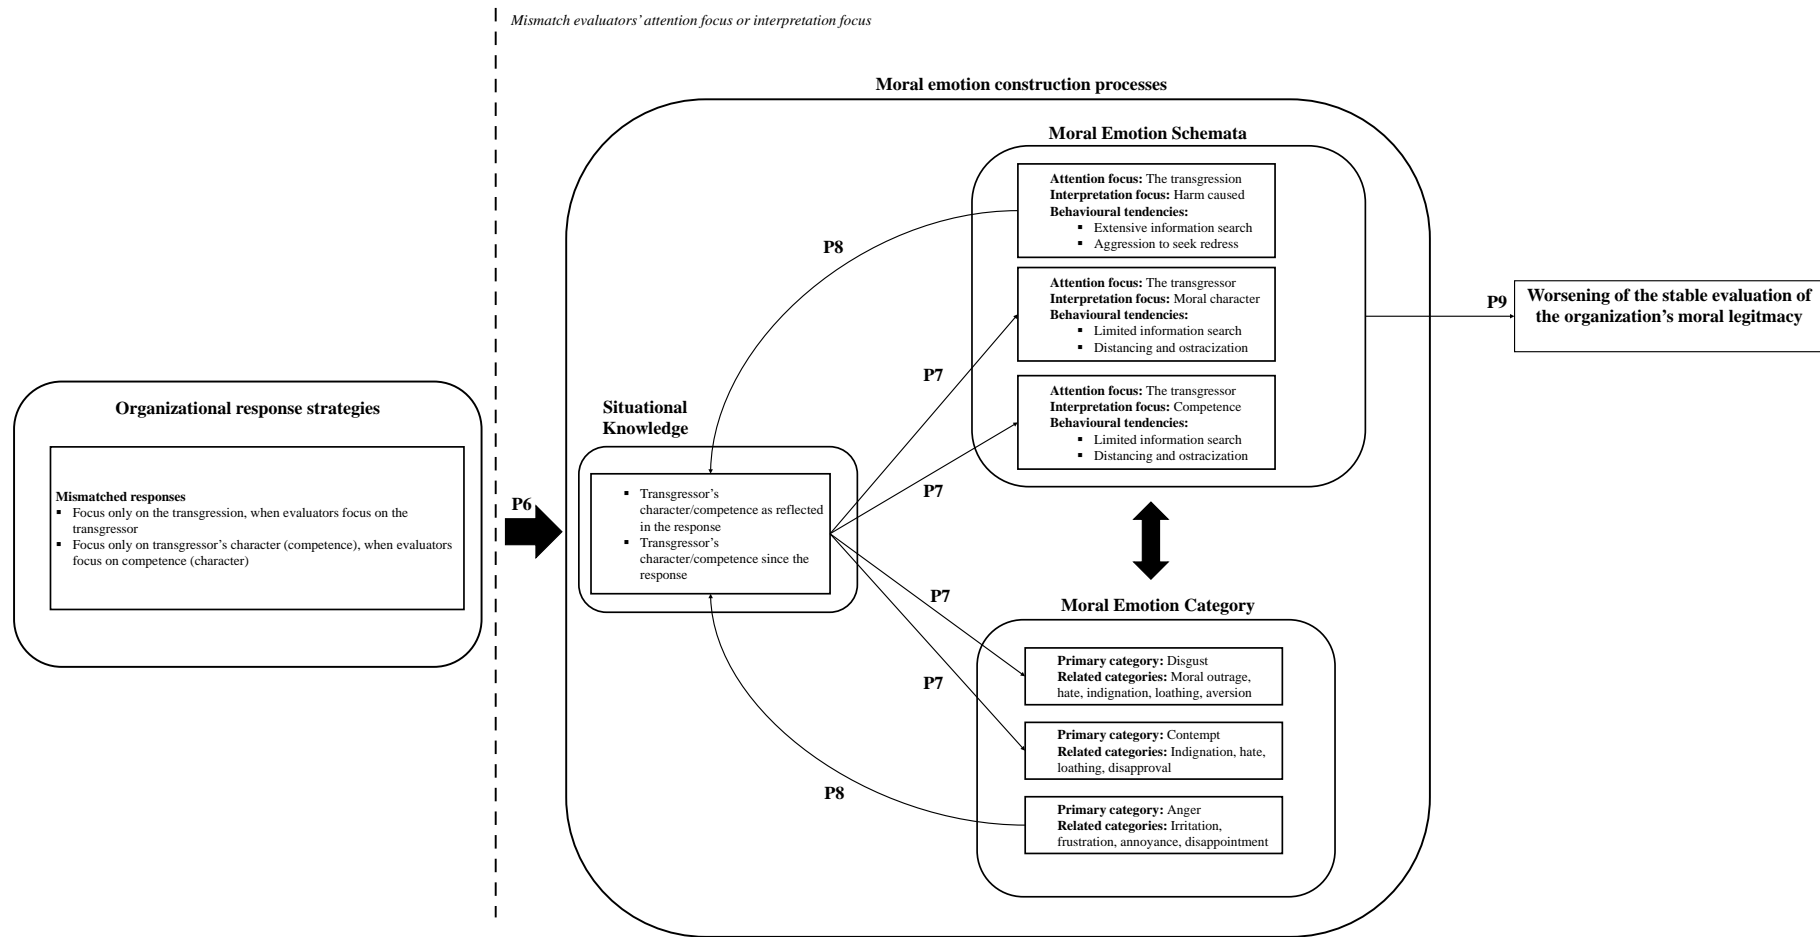 Mismatch evaluators' attention focus or interpretation focus
Moral emotion construction processes
Moral Emotion Schemata
Attention focus: The transgression
Interpretation focus: Harm caused
Behavioural tendencies:
▪ Extensive information search
▪ Aggression to seek redress
P8
Attention focus: The transgressor
Interpretation focus: Moral character
Behavioural tendencies:
▪ Limited information search
▪ Distancing and ostracization
P9
Worsening of the stable evaluation of
the organization's moral legitmacy
P7
Attention focus: The transgressor
Interpretation focus: Competence
Behavioural tendencies:
▪ Limited information search
▪ Distancing and ostracization
Organizational response strategies
Mismatched responses
▪ Focus only on the transgression, when evaluators focus on the
transgressor
▪ Focus only on transgressor's character (competence), when evaluators
focus on competence (character)
P6
Situational
Knowledge
▪ Transgressor's
character/competence as reflected
in the response
▪ Transgressor's
character/competence since the
response
P7
P7
Moral Emotion Category
Primary category: Disgust
Related categories: Moral outrage,
hate, indignation, loathing, aversion
P7
Primary category: Contempt
Related categories: Indignation, hate,
loathing, disapproval
P8
Primary category: Anger
Related categories: Irritation,
frustration, annoyance, disappointment